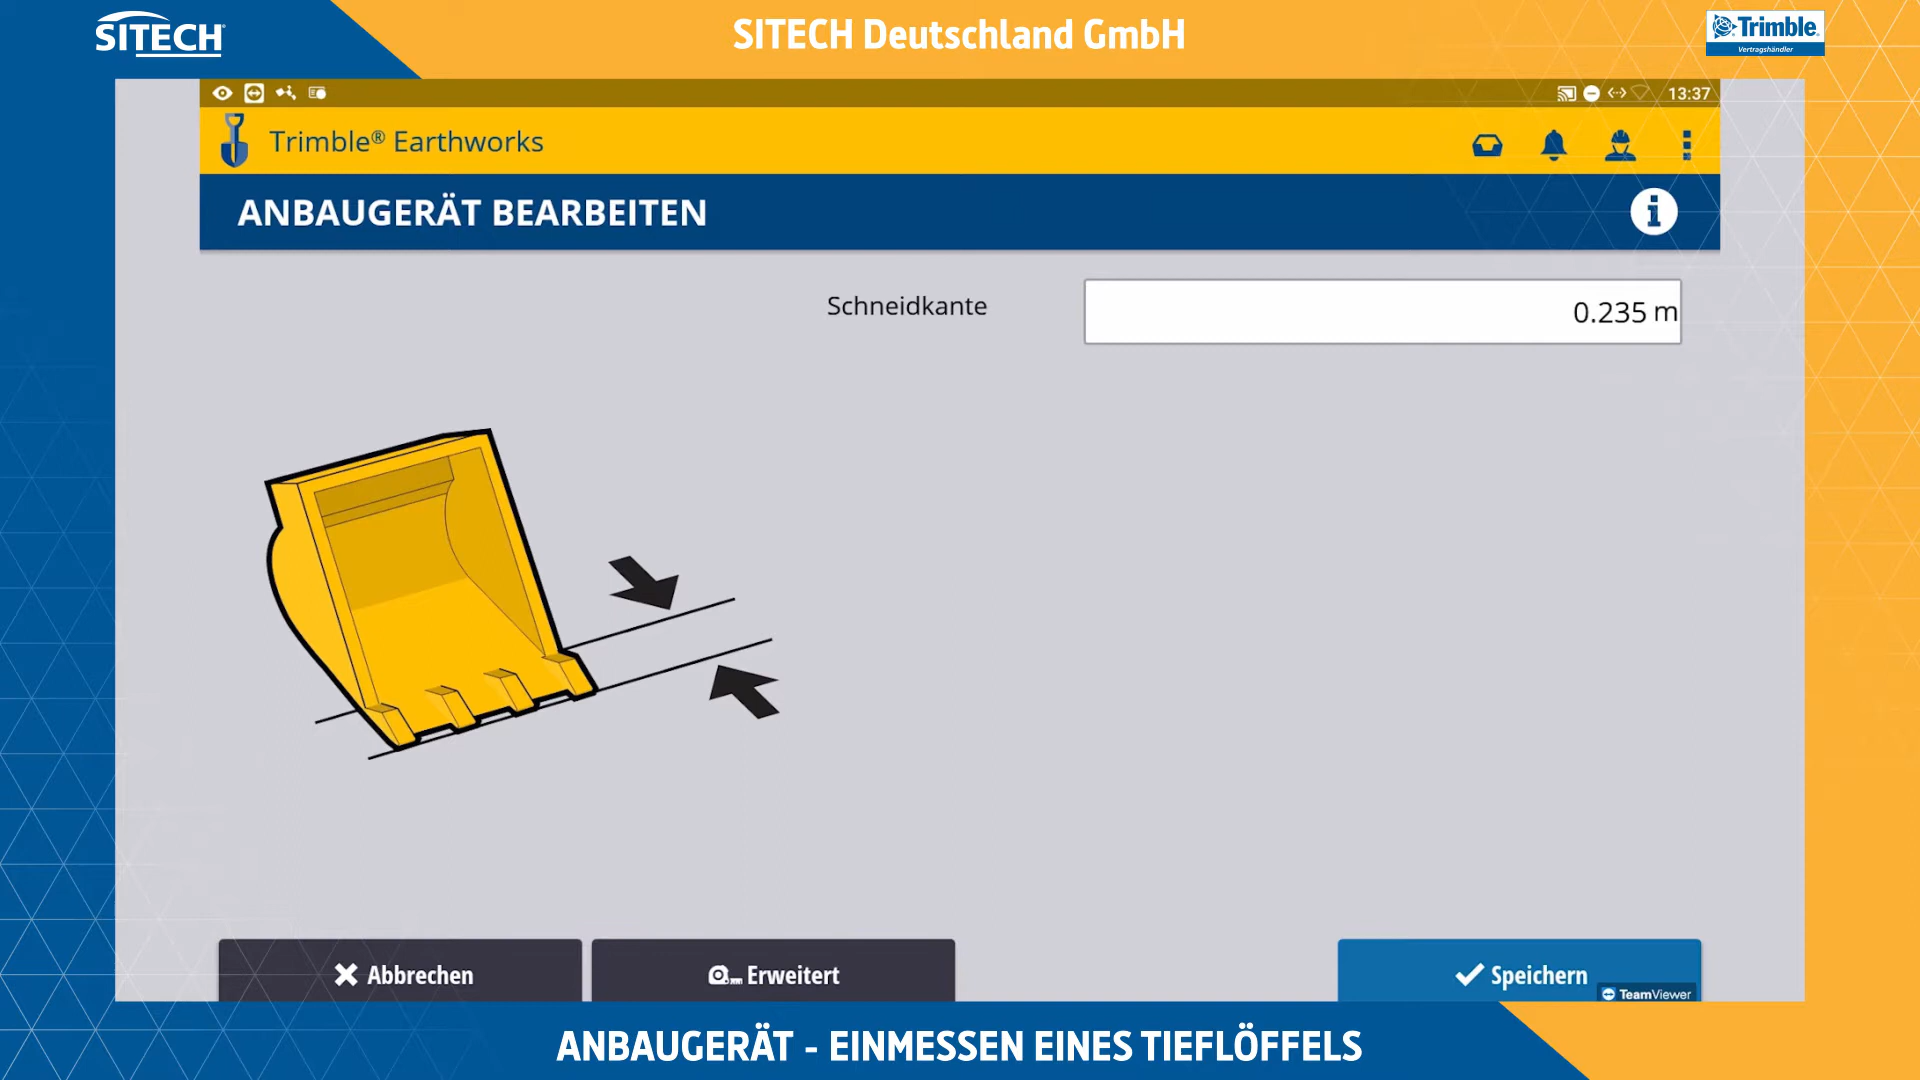 SITECH
SITECH Deutschland GmbH
Trimble
Vertragshändler
13:37
Trimble® Earthworks
ANBAUGERÄT BEARBEITEN
Schneidkante
0.235 m
Abbrechen
Erweitert
Speichern
TeamViewer
ANBAUGERÄT - EINMESSEN EINES TIEFLÖFFELS